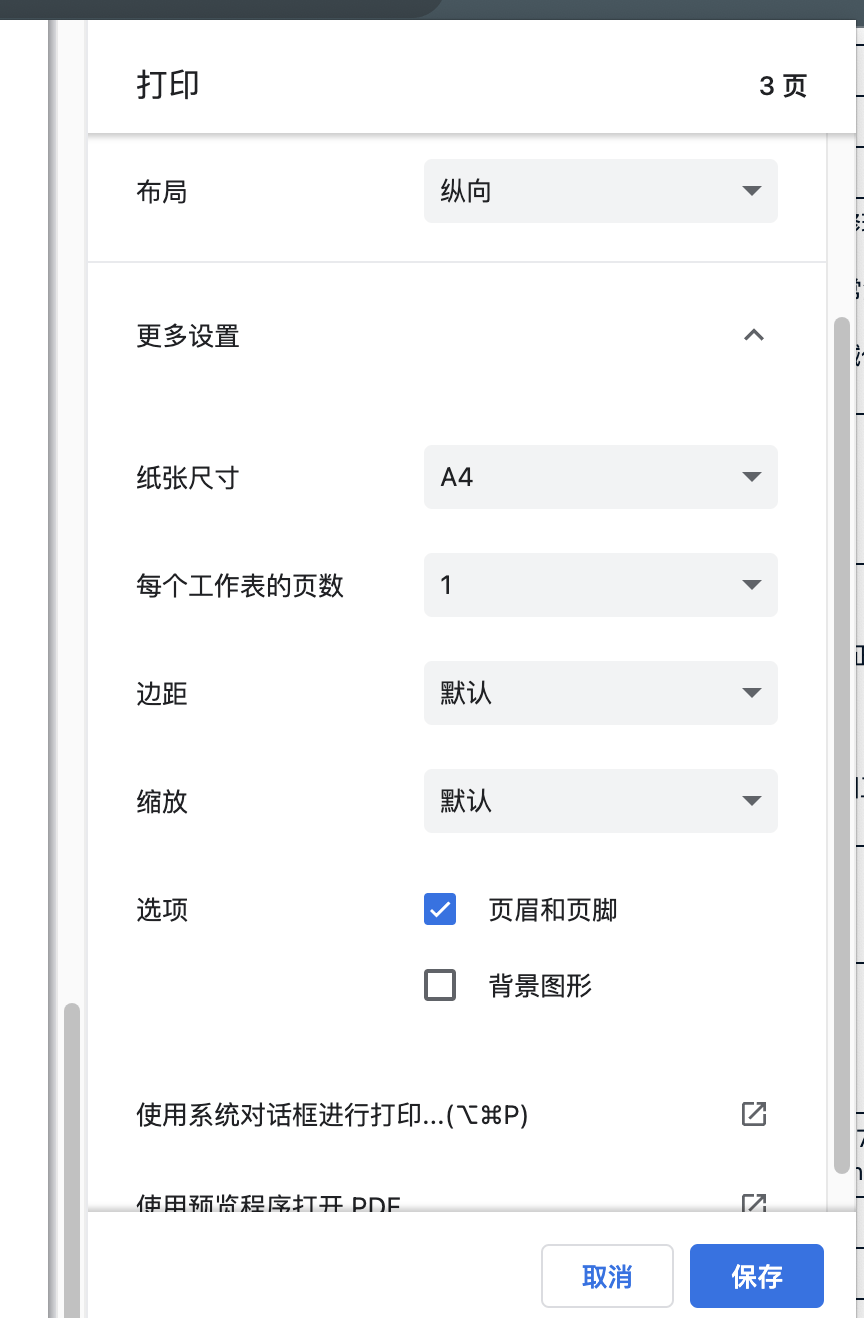 打印
3 页
布局
纵向
更多设置
纸张尺寸
A4
每个工作表的页数
1
边距
默认
缩放
默认
选项
页眉和页脚
背景图形
使用系统对话框进行打印...(⌥⌘P)
使用预览程序打开 PDF
取消
保存